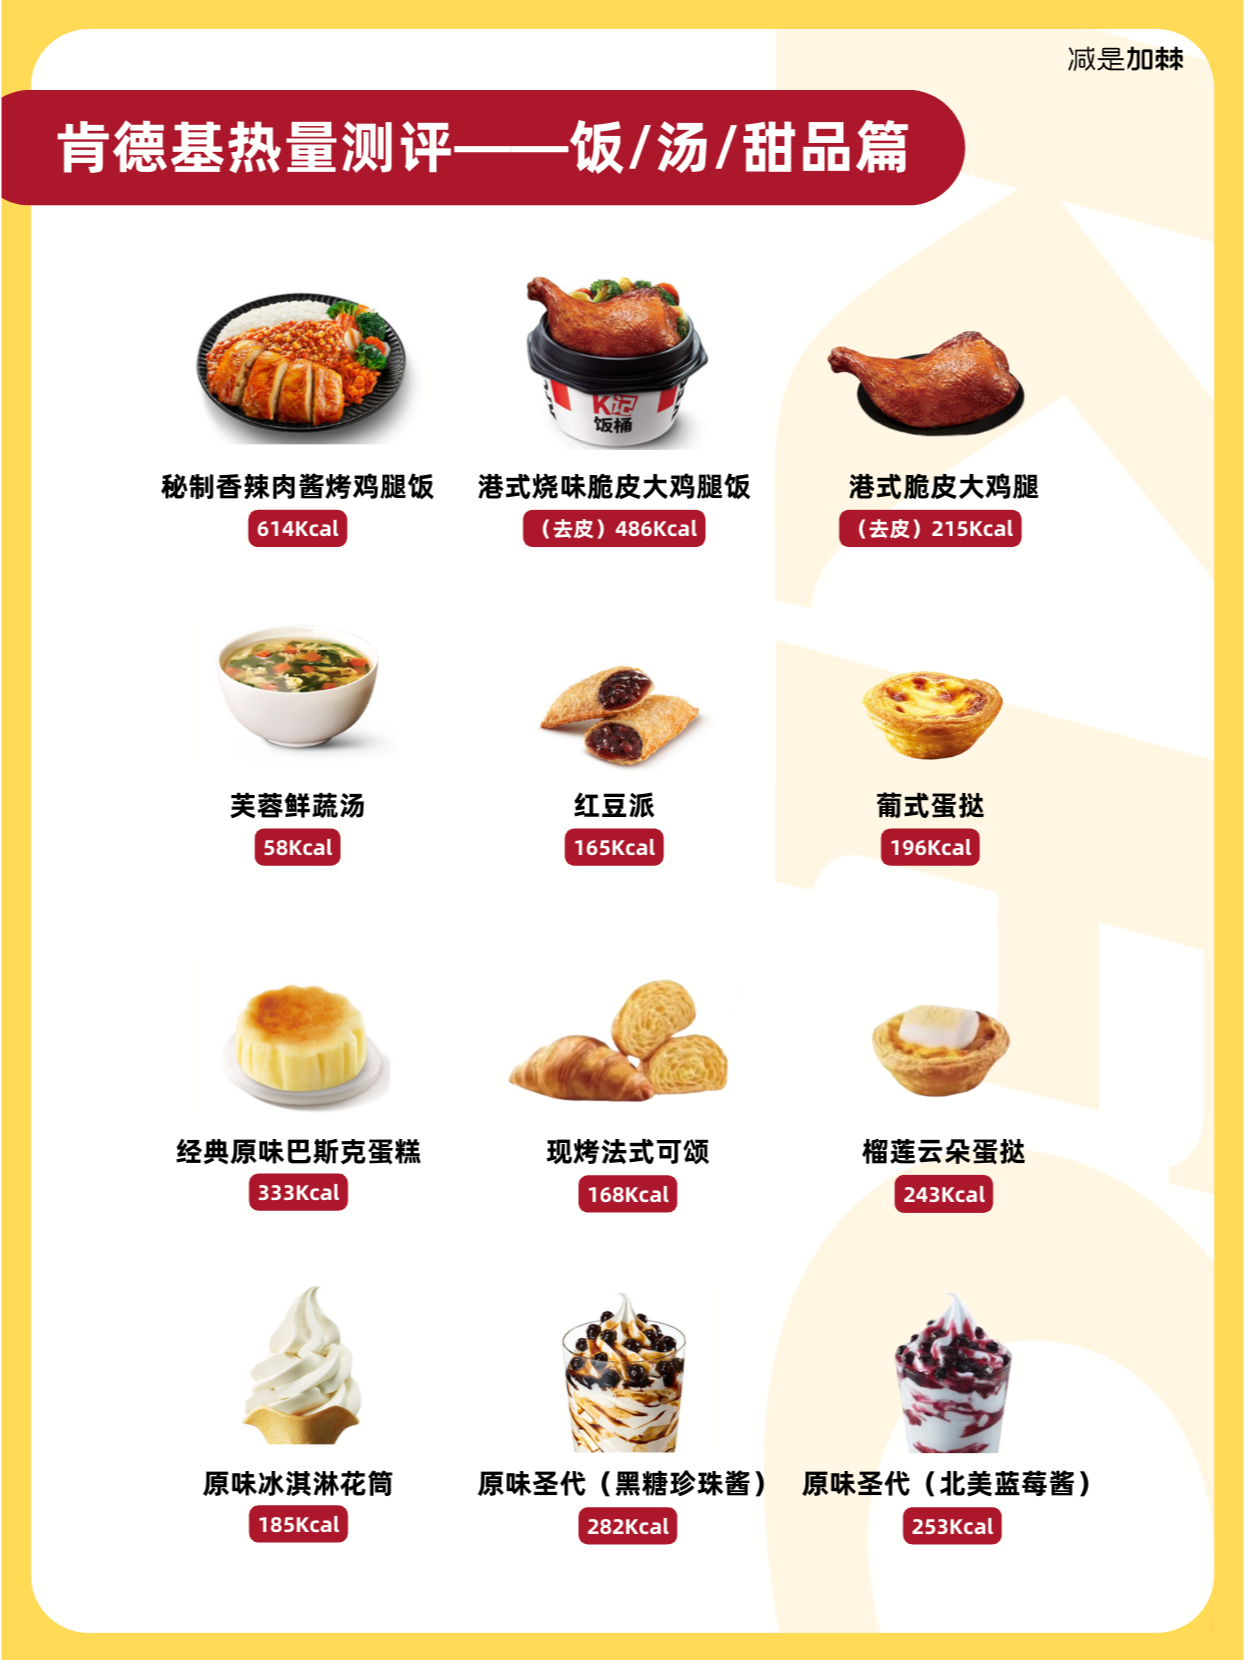 减是加棘
肯德基热量测评——饭/汤/甜品篇
K记
饭桶
秘制香辣肉酱烤鸡腿饭
港式烧味脆皮大鸡腿饭
港式脆皮大鸡腿
614Kcal
（去皮）486Kcal
（去皮）215Kcal
芙蓉鲜蔬汤
红豆派
葡式蛋挞
58Kcal
165Kcal
196Kcal
经典原味巴斯克蛋糕
现烤法式可颂
榴莲云朵蛋挞
333Kcal
168Kcal
243Kcal
原味冰淇淋花筒
原味圣代（黑糖珍珠酱）
原味圣代（北美蓝莓酱）
185Kcal
282Kcal
253Kcal